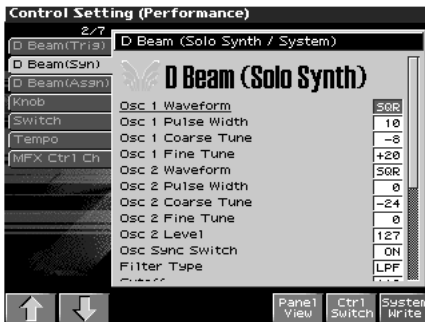 Control Setting (Performance)
2/7
D Beam(Trig)
D Beam(Syn)
D Beam(Assn)
Knob
Switch
Tempo
MFX Ctrl Ch
D Beam (Solo Synth / System)
D Beam (Solo Synth)
Osc 1 Waveform SQR
Osc 1 Pulse Width 10
Osc 1 Coarse Tune -8
Osc 1 Fine Tune +20
Osc 2 Waveform SQR
Osc 2 Pulse Width 0
Osc 2 Coarse Tune -24
Osc 2 Fine Tune 0
Osc 2 Level 127
Osc Sync Switch ON
Filter Type LPF
Panel View
Ctrl Switch
System Write